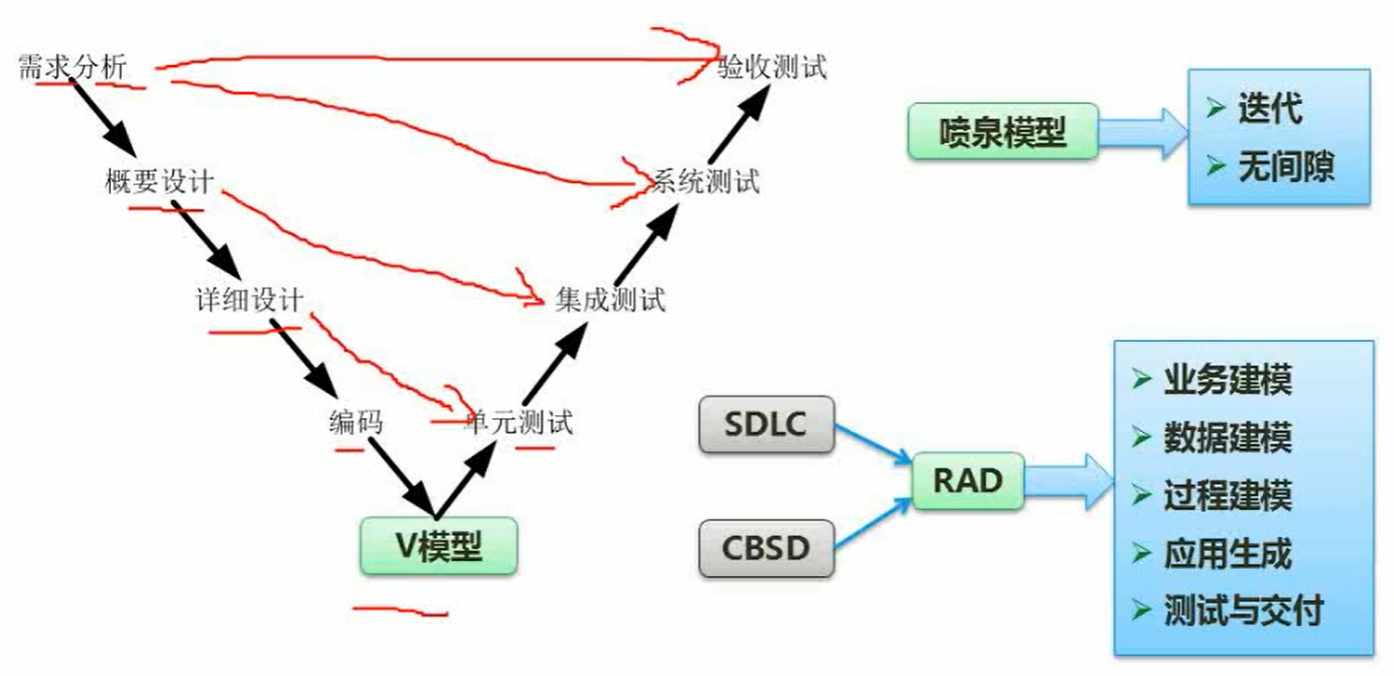 需求分析
验收测试
概要设计
系统测试
详细设计
集成测试
编码
单元测试
V模型
喷泉模型
迭代
无间隙
SDLC
CBSD
RAD
业务建模
数据建模
过程建模
应用生成
测试与交付